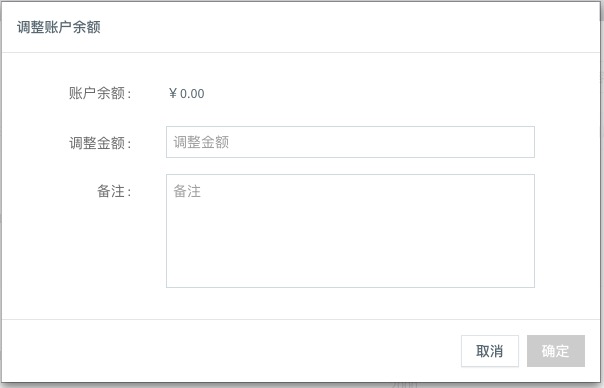 调整账户余额
账户余额: ￥0.00
调整金额: 调整金额
备注: 备注
取消 确定